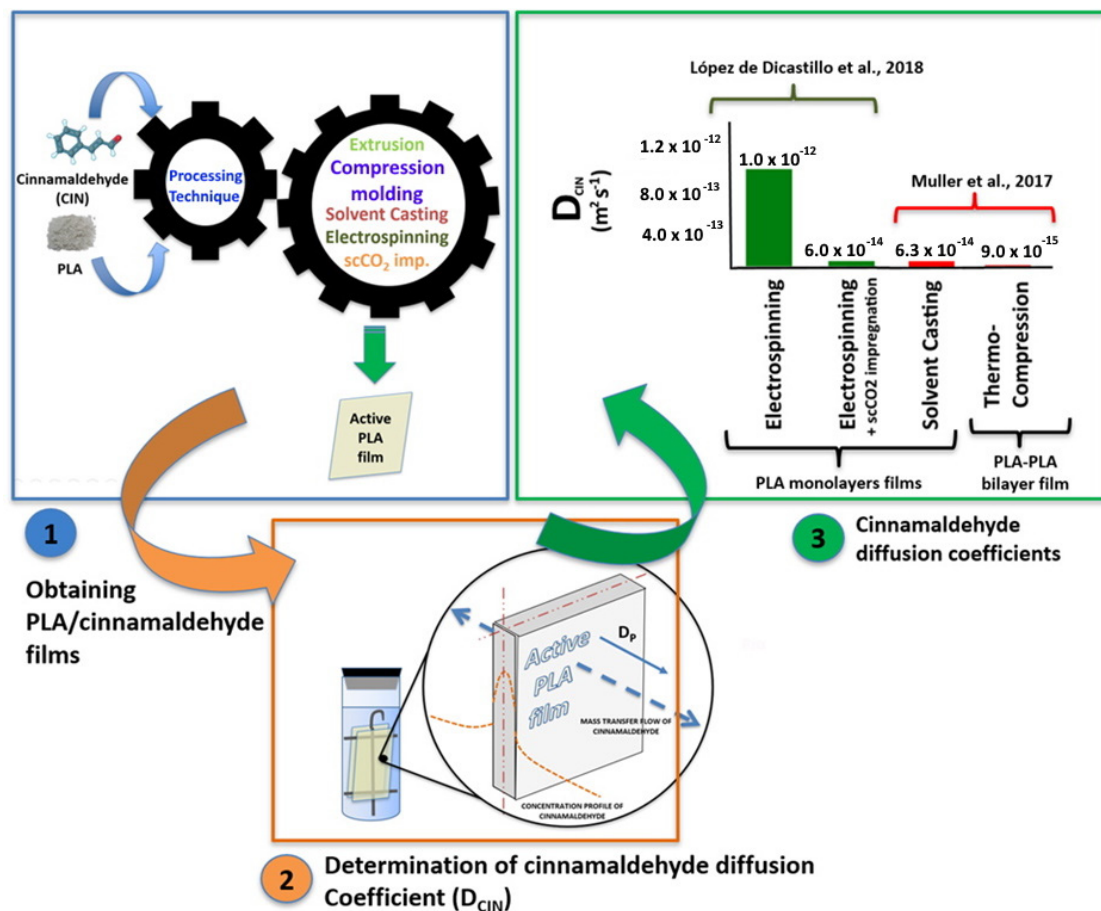 Cinnamaldehyde
(CIN)
PLA
Processing
Technique
Extrusion
Compression
molding
Solvent Casting
Electrospinning
scCO₂ imp.
Active
PLA
film
1
Obtaining
PLA/cinnamaldehyde
films
Active
PLA
film
Dₚ
MASS TRANSFER FLOW OF
CINNAMALDEHYDE
CONCENTRATION PROFILE OF
CINNAMALDEHYDE
2
Determination of cinnamaldehyde diffusion
Coefficient (D_CIN)
López de Dicastillo et al., 2018
Muller et al., 2017
D_CIN
(m² s⁻¹)
1.2 x 10⁻¹²
8.0 x 10⁻¹³
4.0 x 10⁻¹³
1.0 x 10⁻¹²
6.0 x 10⁻¹⁴
6.3 x 10⁻¹⁴
9.0 x 10⁻¹⁵
Electrospinning
Electrospinning
+ scCO2 impregnation
Solvent Casting
Thermo-
Compression
PLA monolayers films
PLA-PLA
bilayer film
3
Cinnamaldehyde
diffusion coefficients